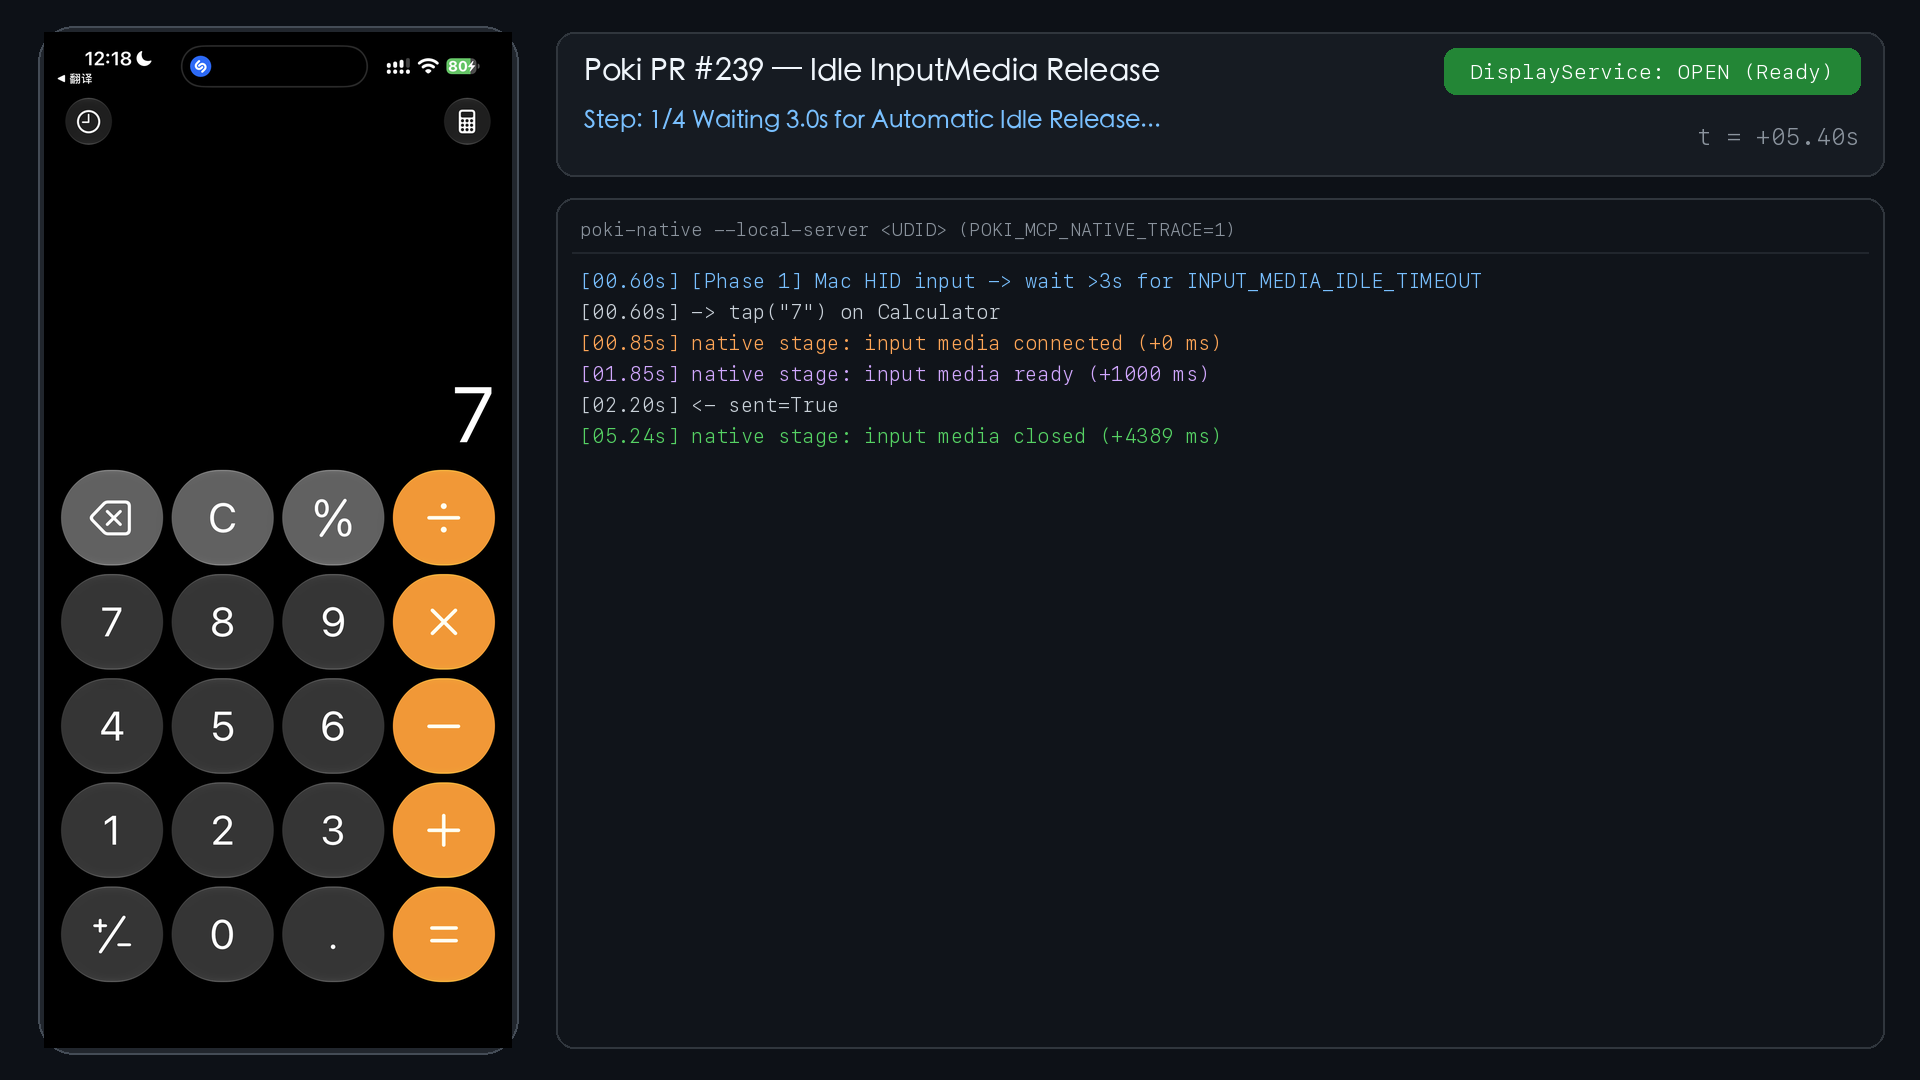 12:18
80
◀ 翻译
7
C % ÷
7 8 9 ×
4 5 6 −
1 2 3 +
+/− 0 . =
Poki PR #239 — Idle InputMedia Release
DisplayService: OPEN (Ready)
Step: 1/4 Waiting 3.0s for Automatic Idle Release...
t = +05.40s
poki-native --local-server <UDID> (POKI_MCP_NATIVE_TRACE=1)
[00.60s] [Phase 1] Mac HID input -> wait >3s for INPUT_MEDIA_IDLE_TIMEOUT
[00.60s] -> tap("7") on Calculator
[00.85s] native stage: input media connected (+0 ms)
[01.85s] native stage: input media ready (+1000 ms)
[02.20s] <- sent=True
[05.24s] native stage: input media closed (+4389 ms)